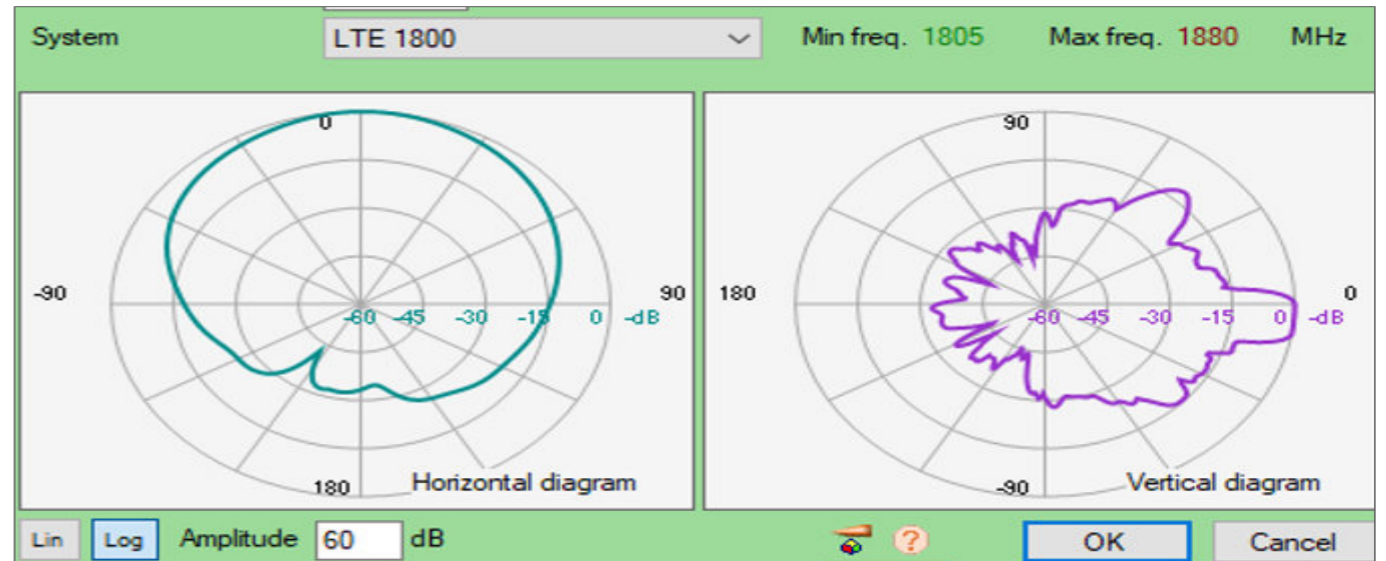 System LTE 1800 Min freq. 1805 Max freq. 1880 MHz
0
-90 90
-60 -45 -30 -15 0 -dB
180 Horizontal diagram
90
180 0
-60 -45 -30 -15 0 -dB
-90 Vertical diagram
Lin Log Amplitude 60 dB ? OK Cancel